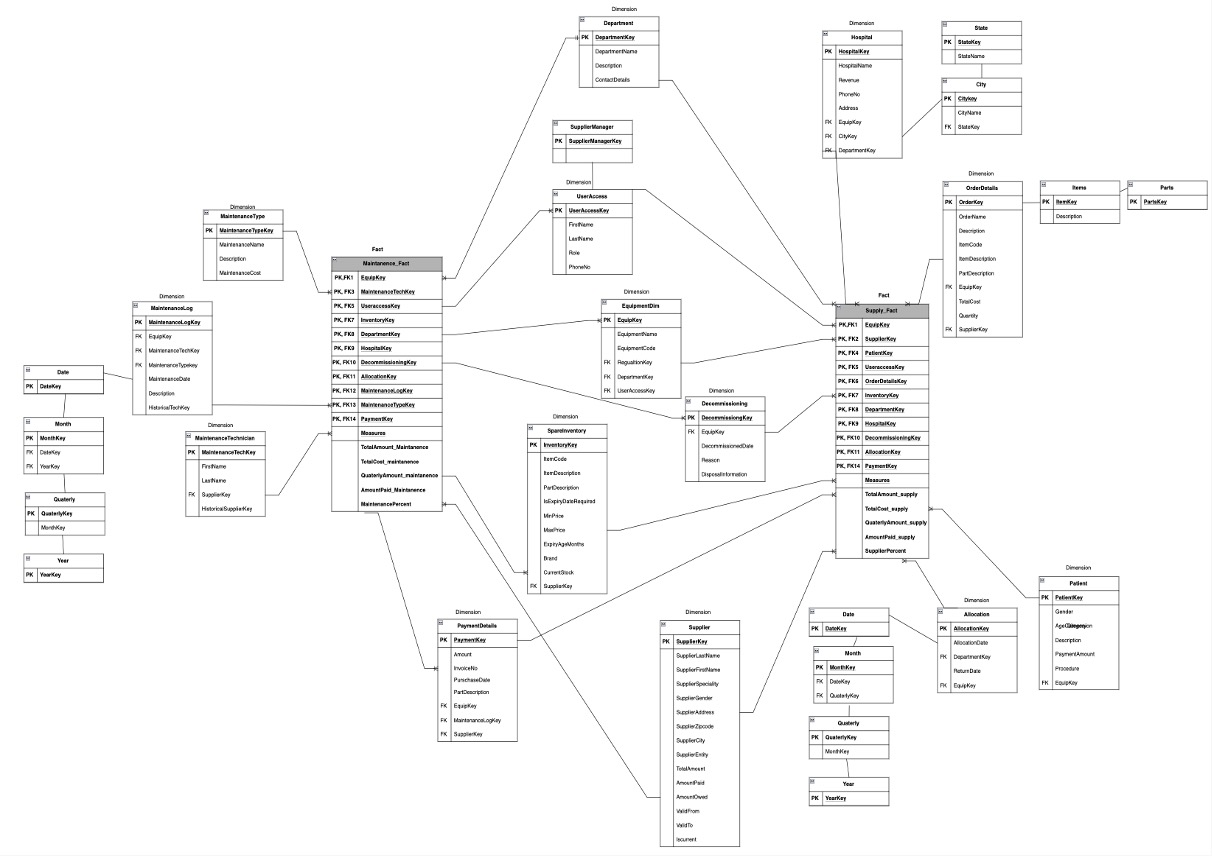 Dimension
Department
PK DepartmentKey
DepartmentName
Description
ContactDetails
Dimension
Hospital
PK HospitalKey
HospitalName
Revenue
PhoneNo
Address
FK EquipKey
FK CityKey
FK DepartmentKey
State
PK StateKey
StateName
City
PK Citykey
CityName
FK StateKey
SupplierManager
PK SupplierManagerKey
Dimension
UserAccess
PK UserAccessKey
FirstName
LastName
Role
PhoneNo
Dimension
OrderDetails
PK OrderKey
OrderName
Description
ItemCode
ItemDescription
PartDescription
FK EquipKey
TotalCost
Quantity
FK SupplierKey
Items
PK ItemKey
Description
Parts
PK PartsKey
Dimension
MaintenanceType
PK MaintenanceTypeKey
MaintenanceName
Description
MaintenanceCost
Fact
Maintanence_Fact
PK,FK1 EquipKey
PK, FK3 MaintenanceTechKey
PK, FK5 UseraccessKey
PK, FK7 InventoryKey
PK, FK8 DepartmentKey
PK, FK9 HospitalKey
PK, FK10 DecommissioningKey
PK, FK11 AllocationKey
PK, FK12 MaintenanceLogKey
PK, FK13 MaintenanceTypeKey
PK, FK14 PaymentKey
Measures
TotalAmount_Maintanence
TotalCost_maintanence
QuaterlyAmount_maintanence
AmountPaid_Maintanence
MaintenancePercent
Dimension
MaintenanceLog
PK MaintenanceLogKey
FK EquipKey
FK MaintenanceTechKey
FK MaintenanceTypekey
MaintenanceDate
Description
HistoricalTechKey
Date
PK DateKey
Month
PK MonthKey
FK DateKey
FK YearKey
Quaterly
PK QuaterlyKey
MonthKey
Year
PK YearKey
Dimension
MaintenanceTechnician
PK MaintenanceTechKey
FirstName
LastName
FK SupplierKey
HistoricalSupplierKey
Dimension
EquipmentDim
PK EquipKey
EquipmentName
EquipmentCode
FK RegualtionKey
FK DepartmentKey
FK UserAccessKey
Dimension
Decommissioning
PK DecommissiongKey
FK EquipKey
DecommissionedDate
Reason
DisposalInformation
Dimension
SpareInventory
PK InventoryKey
ItemCode
ItemDescription
PartDescription
IsExpiryDateRequired
MinPrice
MaxPrice
ExpiryAgeMonths
Brand
CurrentStock
FK SupplierKey
Fact
Supply_Fact
PK,FK1 EquipKey
PK, FK2 SupplierKey
PK, FK4 PatientKey
PK, FK5 UseraccessKey
PK, FK6 OrderDetailsKey
PK, FK7 InventoryKey
PK, FK8 DepartmentKey
PK, FK9 HospitalKey
PK, FK10 DecommissioningKey
PK, FK11 AllocationKey
PK, FK14 PaymentKey
Measures
TotalAmount_supply
TotalCost_supply
QuaterlyAmount_supply
AmountPaid_supply
SupplierPercent
Dimension
PaymentDetails
PK PaymentKey
Amount
InvoiceNo
PurnchaseDate
PartDescription
FK EquipKey
FK MaintenanceLogKey
FK SupplierKey
Dimension
Supplier
PK SupplierKey
SupplierLastName
SupplierFirstName
SupplierSpeciality
SupplierGender
SupplierAddress
SupplierZipcode
SupplierCity
SupplierEntity
TotalAmount
AmountPaid
AmountOwed
ValidFrom
ValidTo
Iscurrent
Date
PK DateKey
Month
PK MonthKey
FK DateKey
FK QuaterlyKey
Quaterly
PK QuaterlyKey
MonthKey
Year
PK YearKey
Dimension
Allocation
PK AllocationKey
AllocationDate
FK DepartmentKey
ReturnDate
FK EquipKey
Dimension
Patient
PK PatientKey
Gender
Description
PaymentAmount
Procedure
FK EquipKey